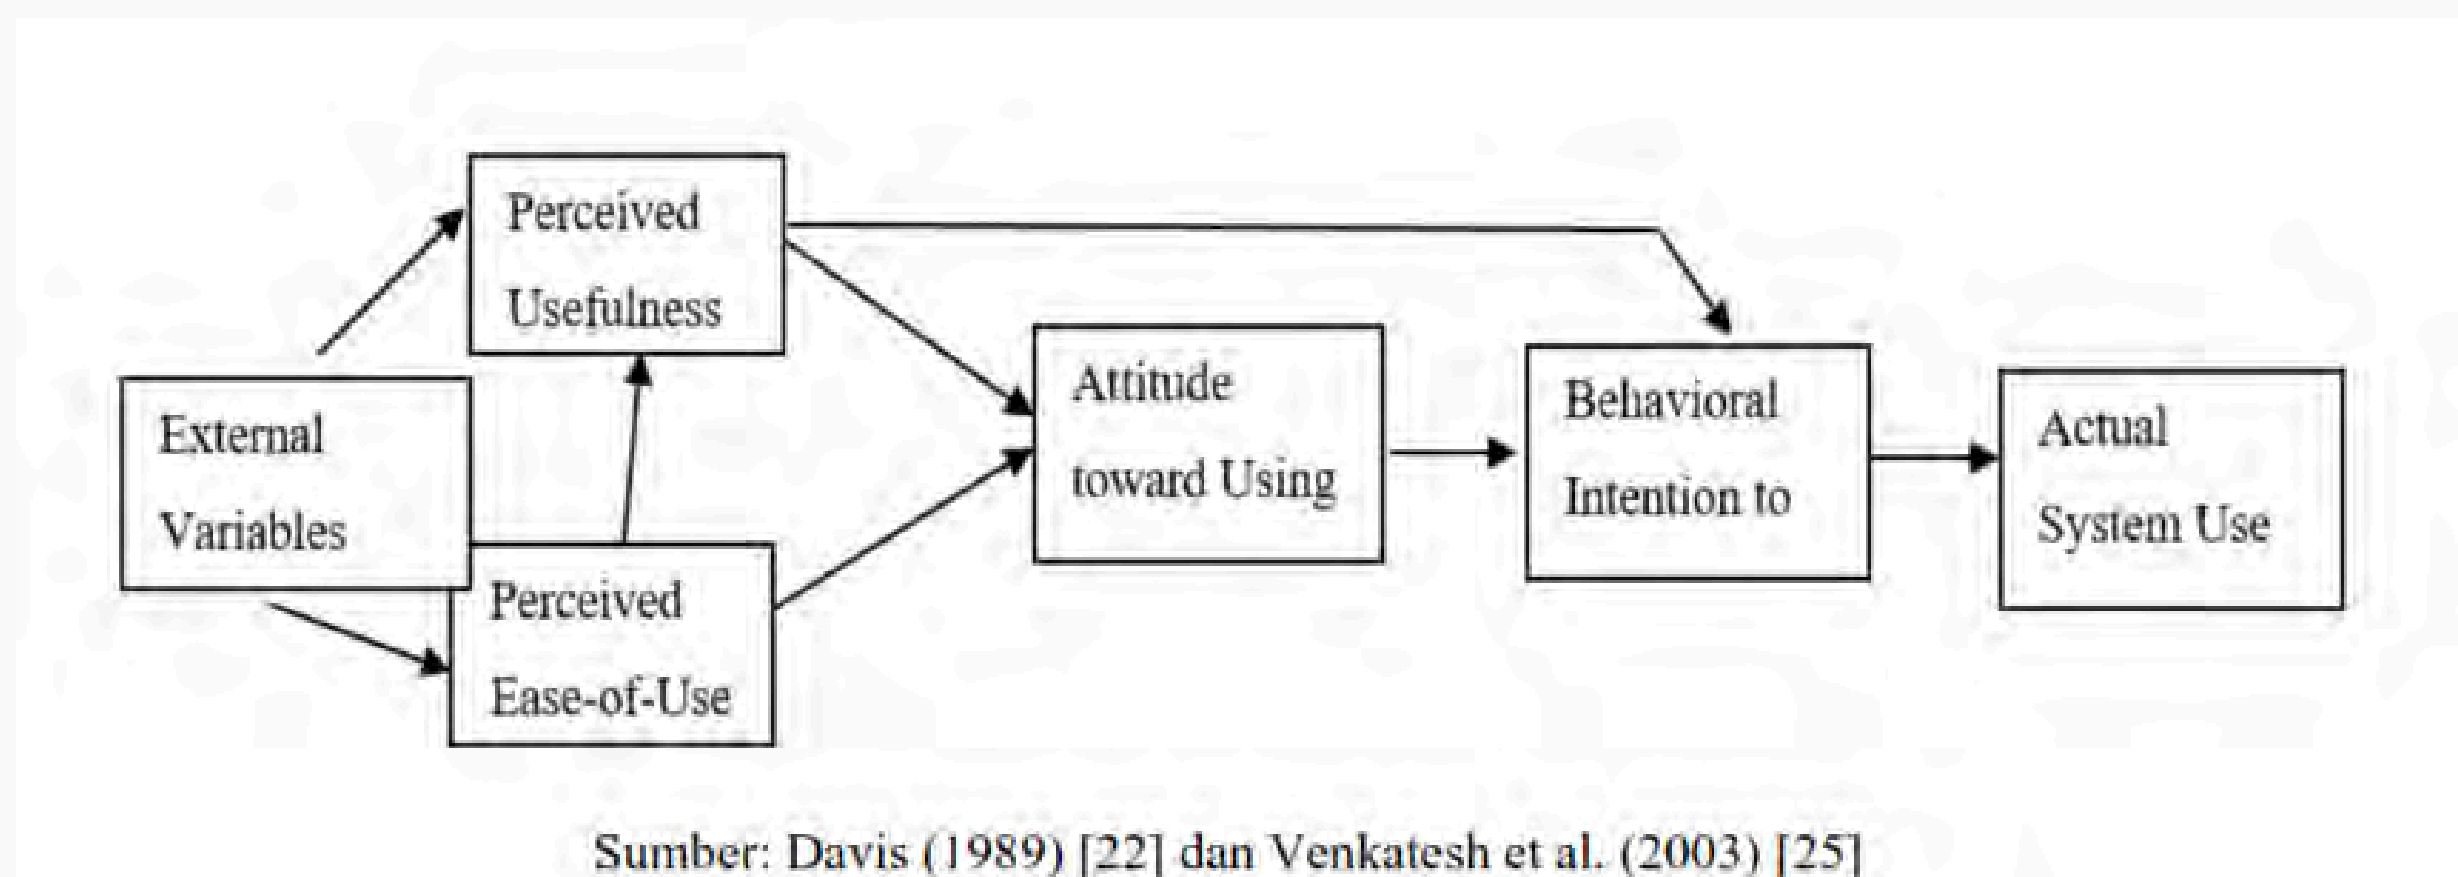 Perceived
Usefulness
External
Variables
Perceived
Ease-of-Use
Attitude
toward Using
Behavioral
Intention to
Actual
System Use
Sumber: Davis (1989) [22] dan Venkatesh et al. (2003) [25]